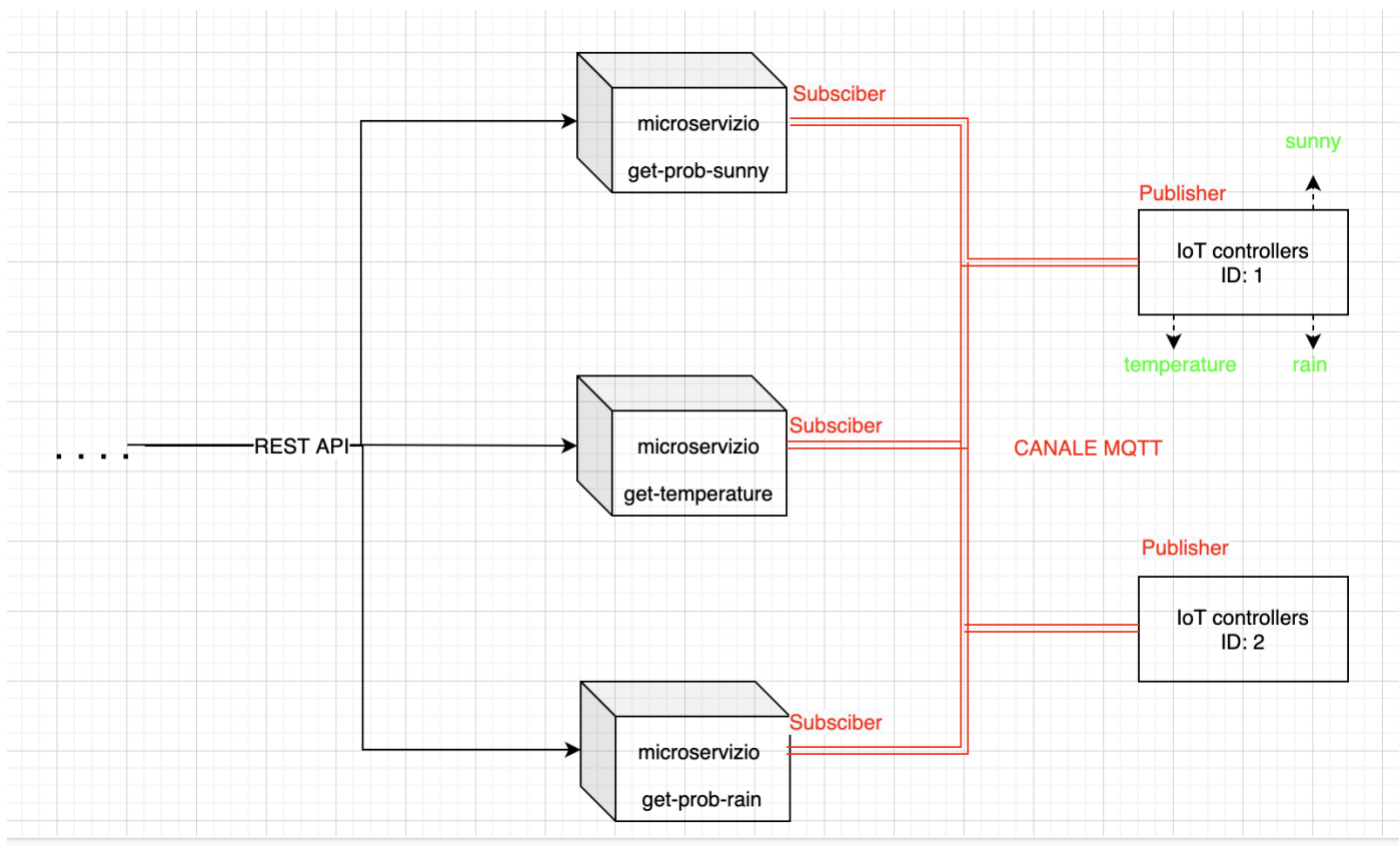 Subsciber
microservizio
get-prob-sunny
sunny
Publisher
IoT controllers
ID: 1
temperature
rain
REST API
Subsciber
microservizio
get-temperature
CANALE MQTT
Publisher
IoT controllers
ID: 2
Subsciber
microservizio
get-prob-rain